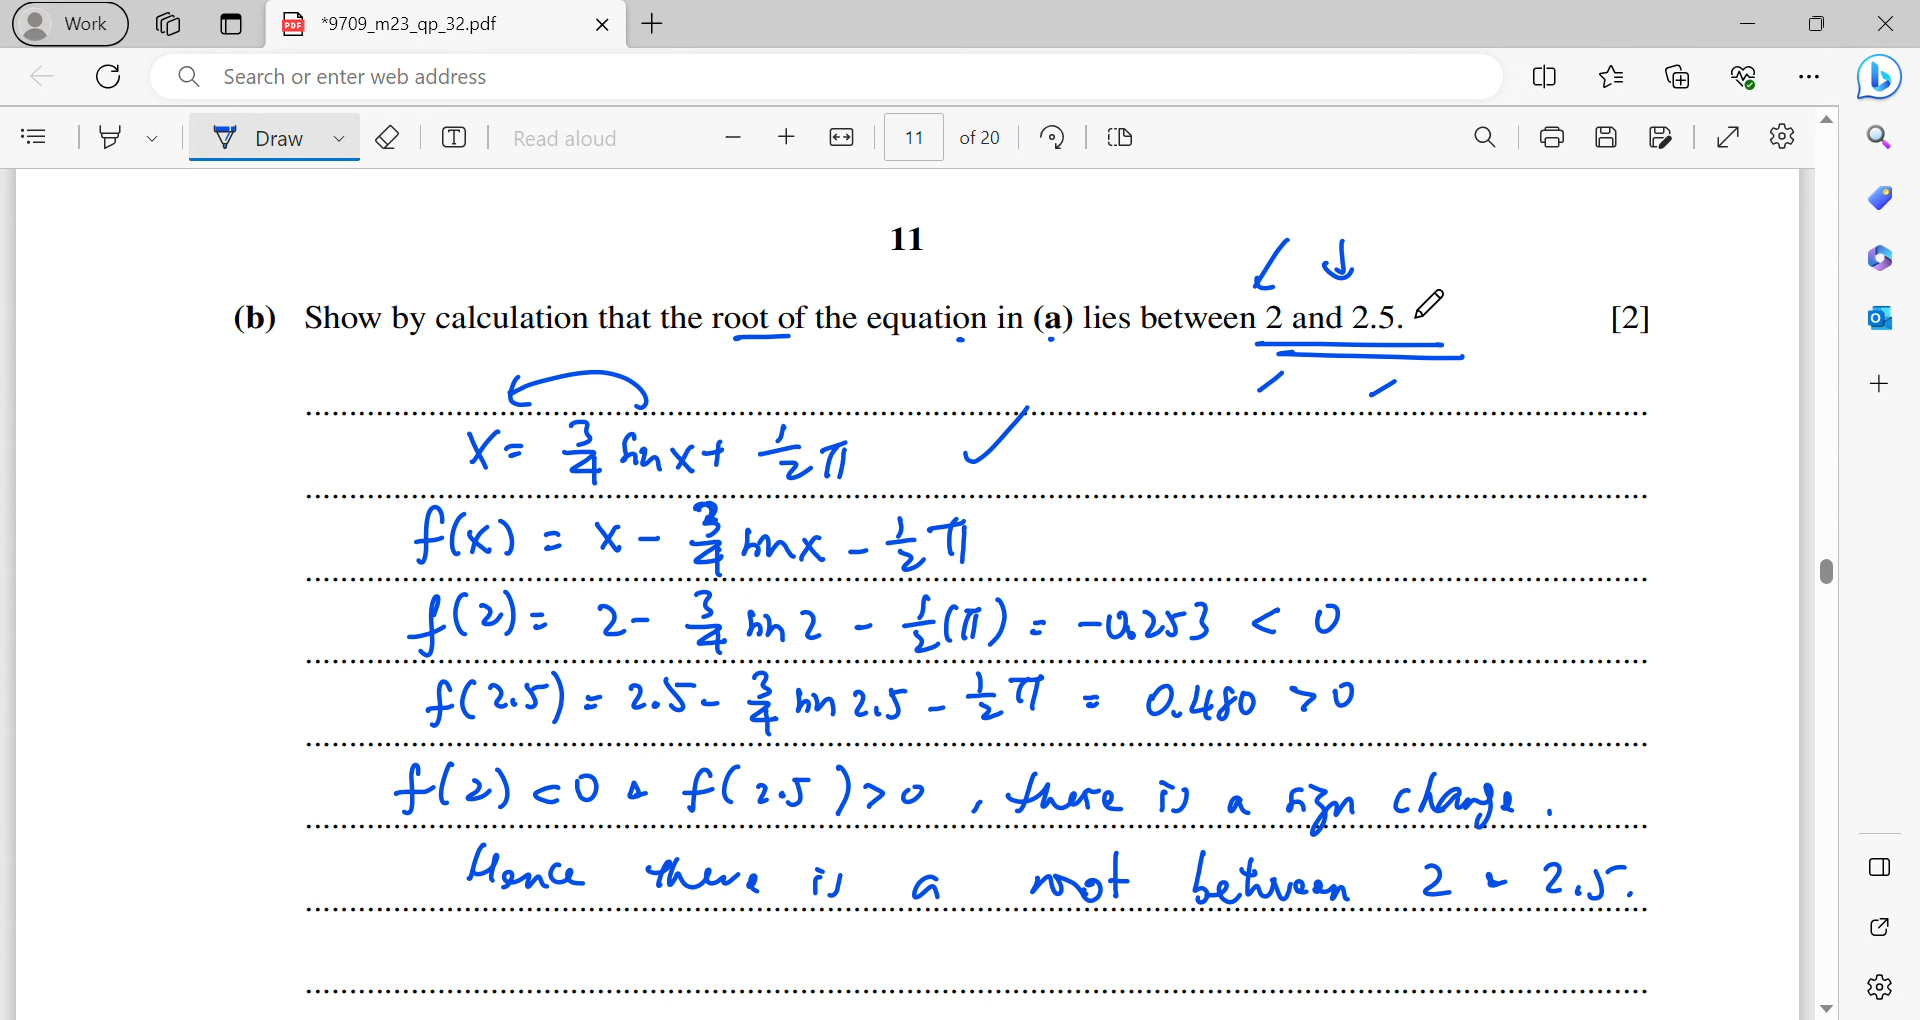 Work
*9709_m23_qp_32.pdf
Search or enter web address
Draw
Read aloud
11
of 20
11
(b) Show by calculation that the root of the equation in (a) lies between 2 and 2.5. [2]
x = 3/4 sin x + 1/2 π
f(x) = x - 3/4 sin x - 1/2 π
f(2) = 2 - 3/4 sin 2 - 1/2 (π) = -0.253 < 0
f(2.5) = 2.5 - 3/4 sin 2.5 - 1/2 π = 0.480 > 0
f(2) < 0 & f(2.5) > 0, there is a sign change.
Hence there is a root between 2 & 2.5.